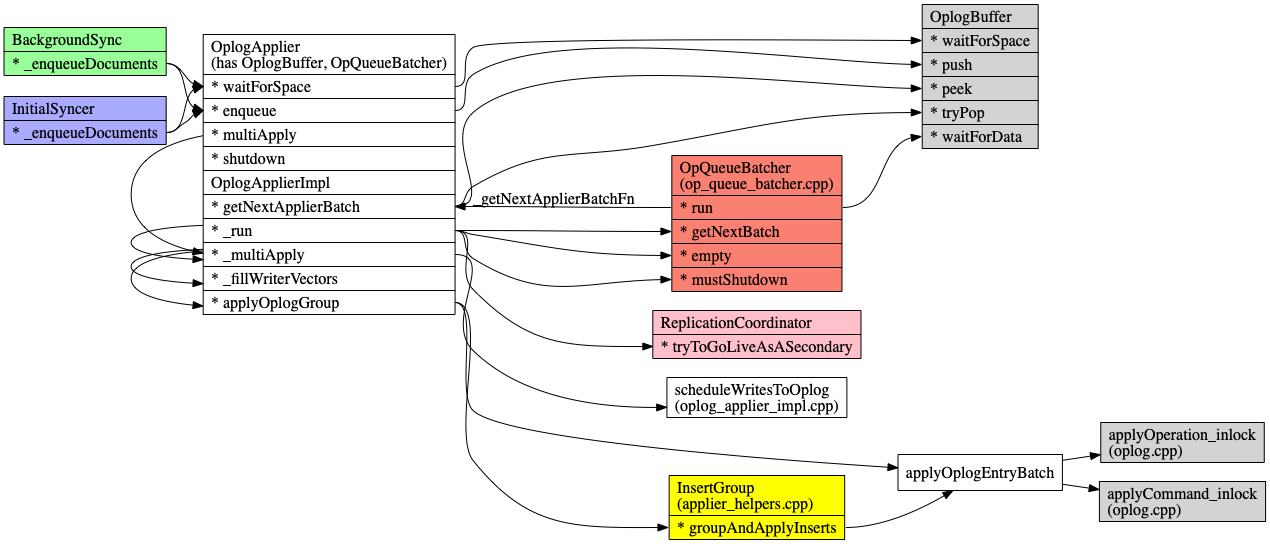 BackgroundSync
* _enqueueDocuments
InitialSyncer
* _enqueueDocuments
OplogApplier
(has OplogBuffer, OpQueueBatcher)
* waitForSpace
* enqueue
* multiApply
* shutdown
OplogApplierImpl
* getNextApplierBatch
* _run
* _multiApply
* _fillWriterVectors
* applyOplogGroup
_getNextApplierBatchFn
OplogBuffer
* waitForSpace
* push
* peek
* tryPop
* waitForData
OpQueueBatcher
(op_queue_batcher.cpp)
* run
* getNextBatch
* empty
* mustShutdown
ReplicationCoordinator
* tryToGoLiveAsASecondary
scheduleWritesToOplog
(oplog_applier_impl.cpp)
InsertGroup
(applier_helpers.cpp)
* groupAndApplyInserts
applyOplogEntryBatch
applyOperation_inlock
(oplog.cpp)
applyCommand_inlock
(oplog.cpp)